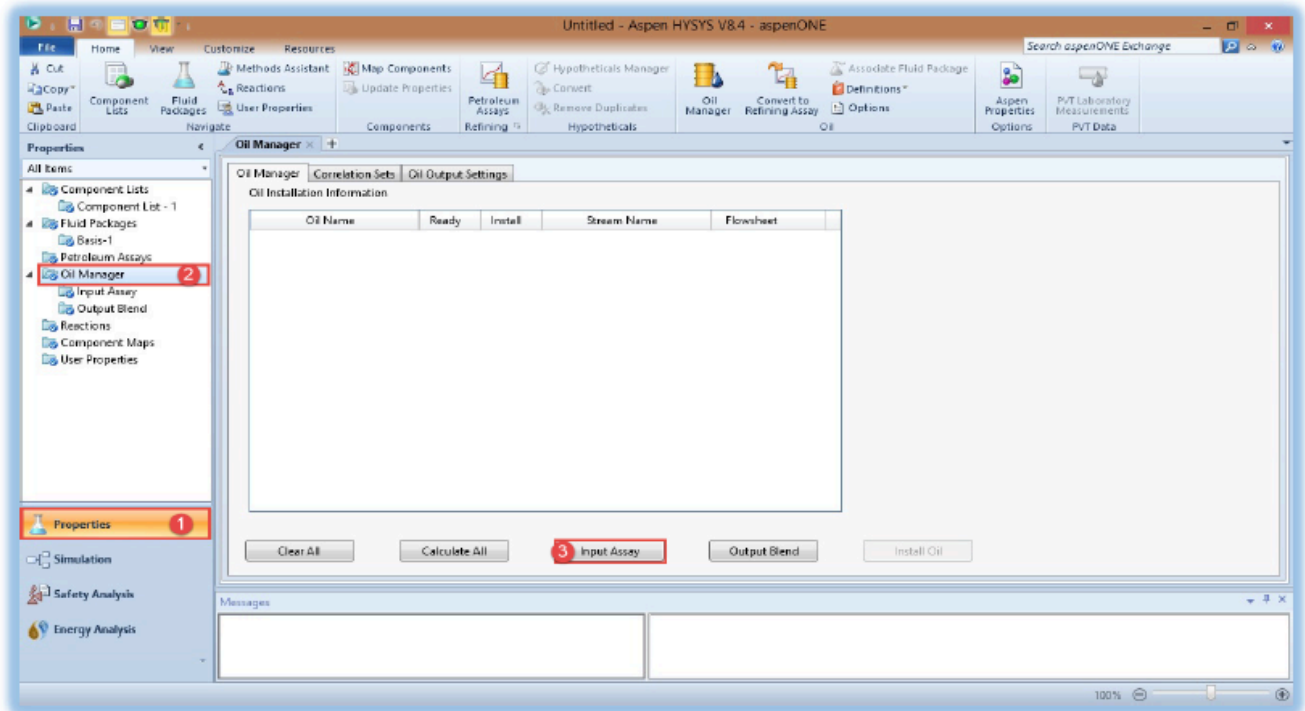 Untitled - Aspen HYSYS V8.4 - aspenONE
File Home View Customize Resources Search aspenONE Exchange
Cut
Copy
Paste
Clipboard
Component Lists
Fluid Packages
Methods Assistant
Reactions
User Properties
Navigate
Map Components
Update Properties
Components
Petroleum Assays
Refining
Hypotheticals Manager
Convert
Remove Duplicates
Hypotheticals
Oil Manager
Convert to Refining Assay
Associate Fluid Package
Definitions
Options
Oil
Aspen Properties
Options
PVT Laboratory Measurements
PVT Data
Properties
All Items
Component Lists
Component List - 1
Fluid Packages
Basis-1
Petroleum Assays
Oil Manager 2
Input Assay
Output Blend
Reactions
Component Maps
User Properties
Properties 1
Simulation
Safety Analysis
Energy Analysis
Oil Manager
Oil Manager Correlation Sets Oil Output Settings
Oil Installation Information
Oil Name Ready Install Stream Name Flowsheet
Clear All Calculate All 3 Input Assay Output Blend Install Oil
Messages
100%